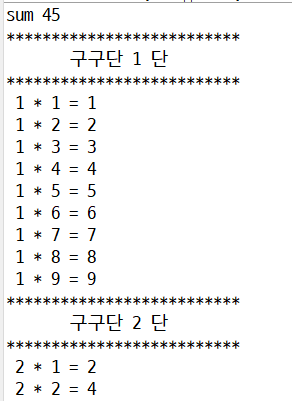 sum 45
**************************
구구단 1 단
**************************
1 * 1 = 1
1 * 2 = 2
1 * 3 = 3
1 * 4 = 4
1 * 5 = 5
1 * 6 = 6
1 * 7 = 7
1 * 8 = 8
1 * 9 = 9
**************************
구구단 2 단
**************************
2 * 1 = 2
2 * 2 = 4